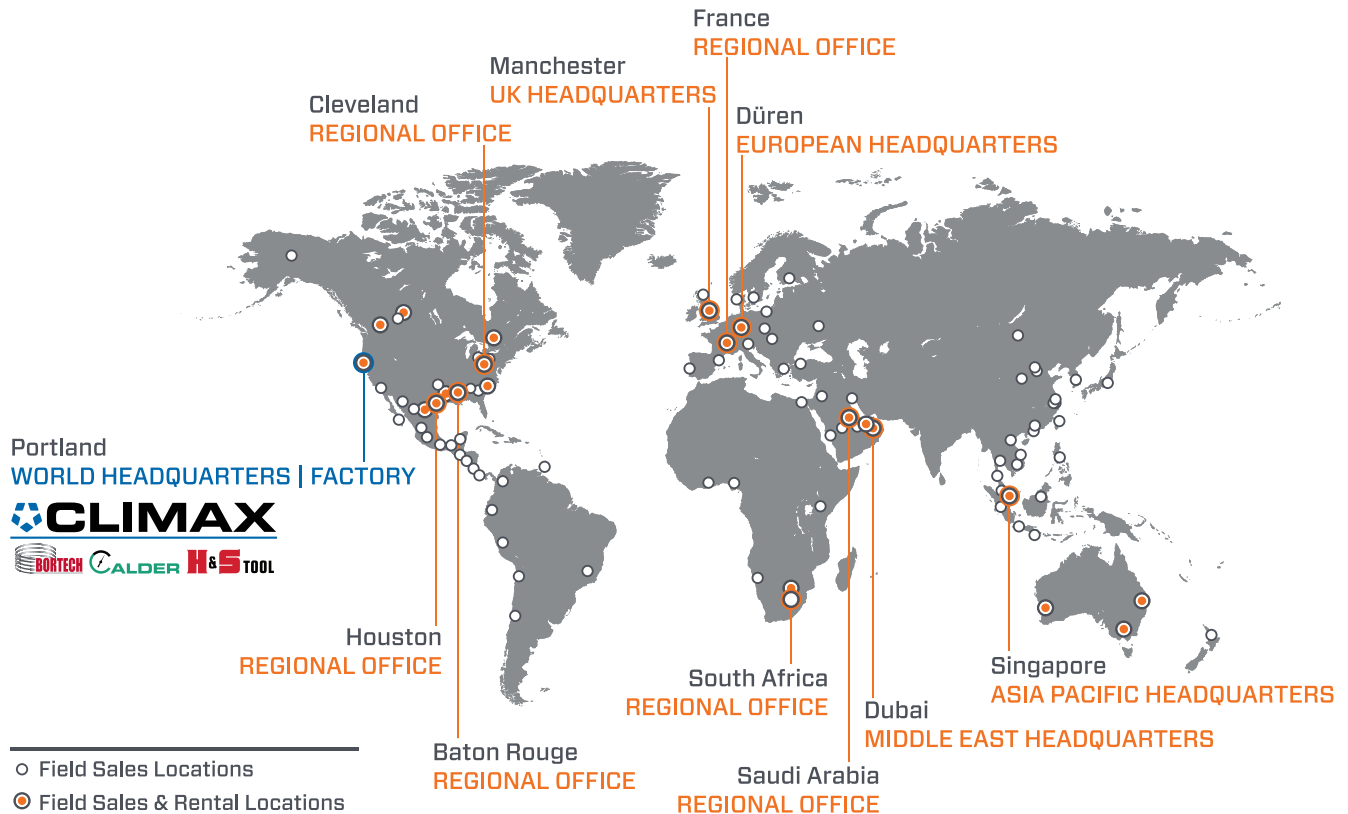 France
REGIONAL OFFICE
Manchester
UK HEADQUARTERS
Cleveland
REGIONAL OFFICE
Düren
EUROPEAN HEADQUARTERS
Portland
WORLD HEADQUARTERS | FACTORY
CLIMAX
BORTECH CALDER H&S TOOL
Houston
REGIONAL OFFICE
South Africa
REGIONAL OFFICE
Singapore
ASIA PACIFIC HEADQUARTERS
Dubai
MIDDLE EAST HEADQUARTERS
Baton Rouge
REGIONAL OFFICE
Saudi Arabia
REGIONAL OFFICE
Field Sales Locations
Field Sales & Rental Locations